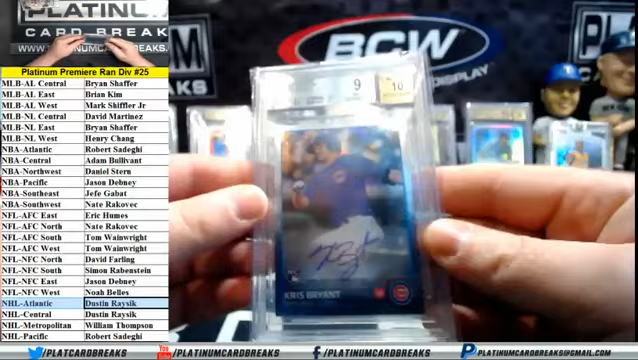 PLATINUM
CARD BREAK
WWW.PLATINUMCARDBREAKS.
Platinum Premiere Ran Div #25
MLB-AL Central Bryan Shaffer
MLB-AL East Brian Kim
MLB-AL West Mark Shiffler Jr
MLB-NL Central David Martinez
MLB-NL East Bryan Shaffer
MLB-NL West Henry Chang
NBA-Atlantic Robert Sadeghi
NBA-Central Adam Bullivant
NBA-Northwest Daniel Stern
NBA-Pacific Jason Debney
NBA-Southeast Jefe Gabat
NBA-Southwest Nate Rakovic
NFL-AFC East Eric Humes
NFL-AFC North Nate Rakovec
NFL-AFC South Tom Wainwright
NFL-AFC West Tom Wainwright
NFL-NFC North David Farling
NFL-NFC South Simon Rabenstein
NFL-NFC East Jason Debney
NFL-NFC West Noah Belles
NHL-Atlantic Dustin Raysik
NHL-Central Dustin Raysik
NHL-Metropolitan William Thompson
NHL-Pacific Robert Sadeghi
BCW
DISPLAY
9
10
KRIS BRYANT
/PLATCARDBREAKS
/PLATINUMCARDBREAKS
/PLATINUMCARDBREAKS
PLATINUMCARDBREAKS@GMAIL.COM